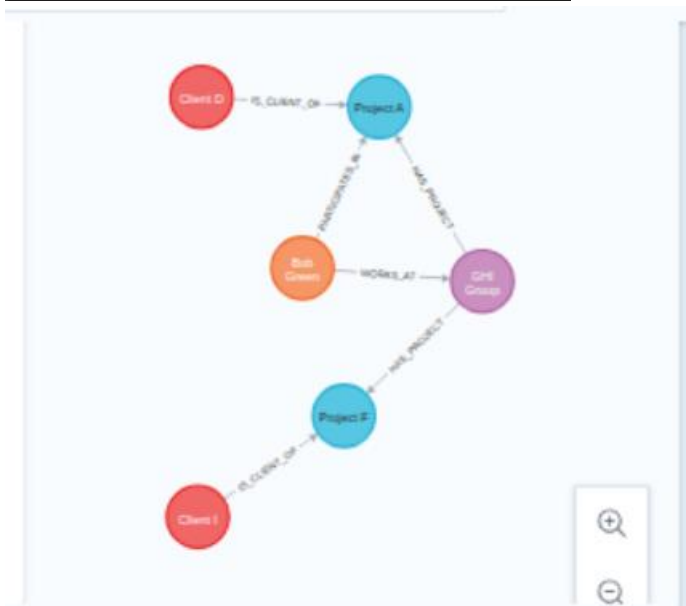 Client D
IS_CLIENT_OF
Project A
PARTICIPATES_IN
HAS_PROJECT
Bob
Green
WORKS_AT
GHI
Group
HAS_PROJECT
Project F
IS_CLIENT_OF
Client I